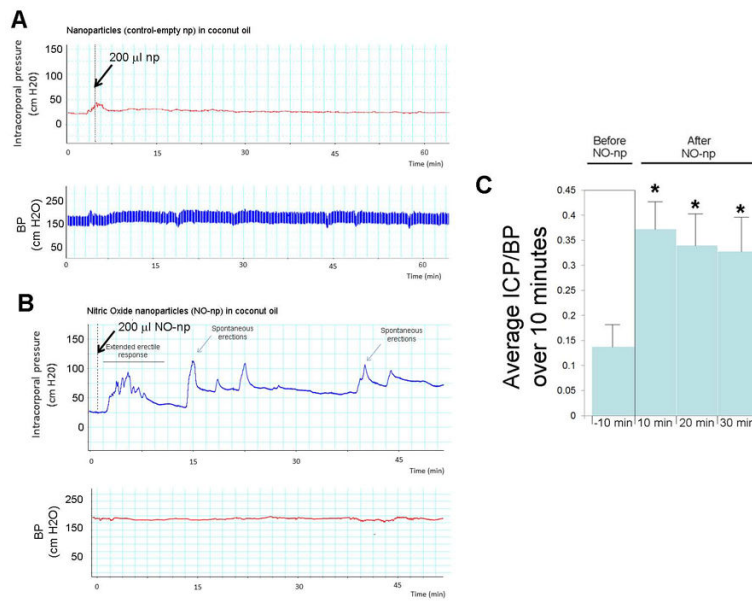 A
Nanoparticles (control-empty np) in coconut oil
200 µl np
Intracorporal pressure
(cm H20)
150
100
50
0
0
15
30
45
60
Time (min)
BP
(cm H2O)
250
150
50
0
15
30
45
60
Time (min)
B
Nitric Oxide nanoparticles (NO-np) in coconut oil
200 µl NO-np
Extended erectile
response
Spontaneous
erections
Spontaneous
erections
Intracorporal pressure
(cm H20)
150
100
50
0
0
15
30
45
Time (min)
BP
(cm H2O)
250
150
50
0
15
30
45
Time (min)
C
Before
NO-np
After
NO-np
Average ICP/BP
over 10 minutes
0.45
0.4
0.35
0.3
0.25
0.2
0.15
0.1
0.05
0
* * *
-10 min 10 min 20 min 30 min